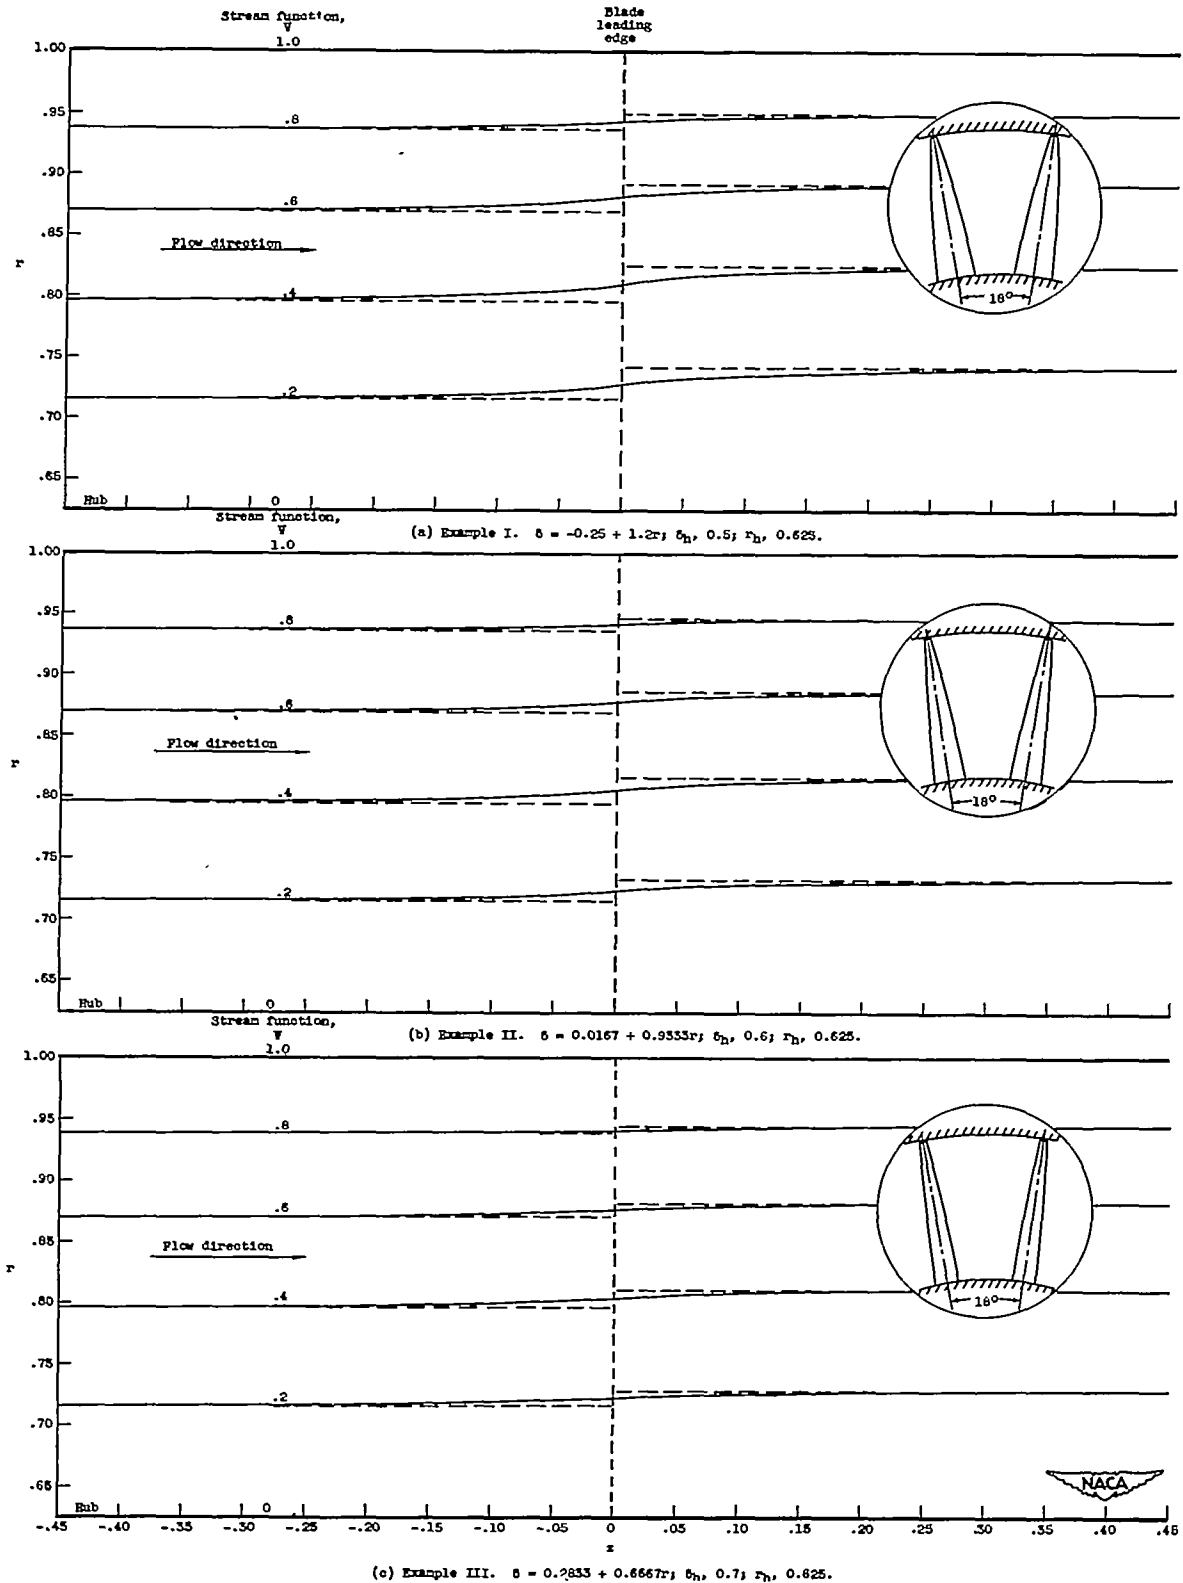 Stream function,
Ψ
1.0
Blade
leading
edge
1.00
.95
.90
.85
.80
.75
.70
.65
r
.8
.6
.4
.2
Flow direction
18°
Hub
0
(a) Example I. δ = -0.25 + 1.2r; δh, 0.5; rh, 0.625.
Stream function,
Ψ
1.0
1.00
.95
.90
.85
.80
.75
.70
.65
r
.8
.6
.4
.2
Flow direction
18°
Hub
0
(b) Example II. δ = 0.0167 + 0.9333r; δh, 0.6; rh, 0.625.
Stream function,
Ψ
1.0
1.00
.95
.90
.85
.80
.75
.70
.65
r
.8
.6
.4
.2
Flow direction
18°
Hub
0
NACA
-.45 -.40 -.35 -.30 -.25 -.20 -.15 -.10 -.05 0 .05 .10 .15 .20 .25 .30 .35 .40 .45
z
(c) Example III. δ = 0.2833 + 0.6667r; δh, 0.7; rh, 0.625.